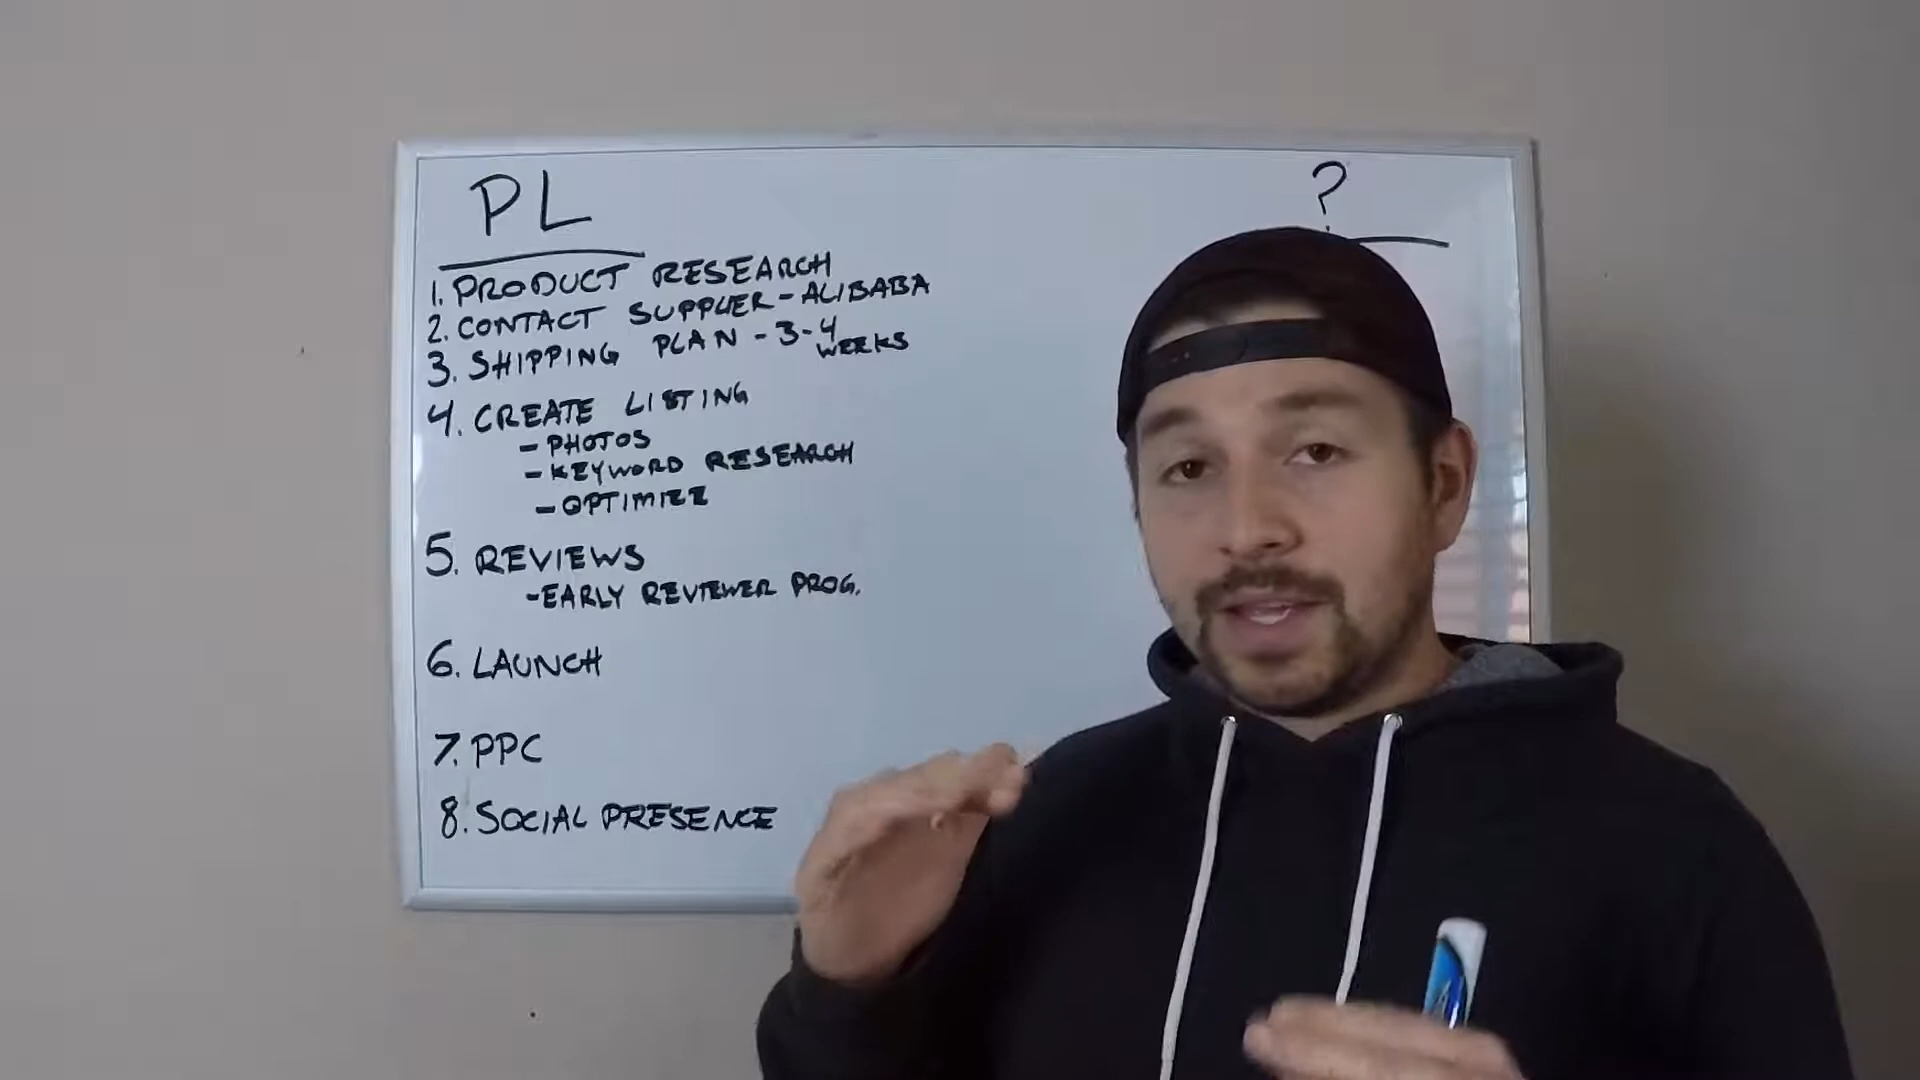 PL
?
1. PRODUCT RESEARCH
2. CONTACT SUPPLIER - ALIBABA
3. SHIPPING PLAN - 3-4
WEEKS
4. CREATE LISTING
- PHOTOS
- KEYWORD RESEARCH
- OPTIMIZE
5. REVIEWS
- EARLY REVIEWER PROG.
6. LAUNCH
7. PPC
8. SOCIAL PRESENCE